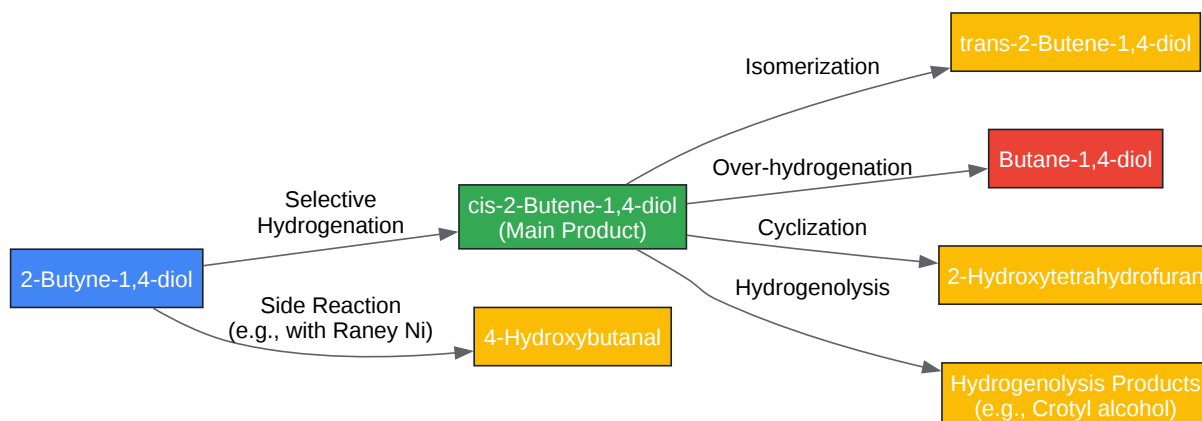 trans-2-Butene-1,4-diol
Isomerization
Butane-1,4-diol
Over-hydrogenation
Selective
Hydrogenation
cis-2-Butene-1,4-diol
(Main Product)
Cyclization
2-Butyne-1,4-diol
2-Hydroxytetrahydrofuran
Hydrogenolysis
Side Reaction
(e.g., with Raney Ni)
4-Hydroxybutanal
Hydrogenolysis Products
(e.g., Crotyl alcohol)